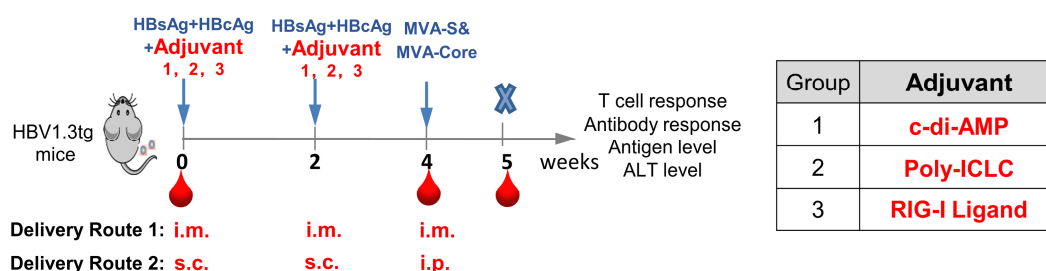 HBsAg+HBcAg
+Adjuvant
1, 2, 3
HBsAg+HBcAg
+Adjuvant
1, 2, 3
MVA-S&
MVA-Core
HBV1.3tg
mice
0
2
4
5
weeks
T cell response
Antibody response
Antigen level
ALT level
Delivery Route 1: i.m. i.m. i.m.
Delivery Route 2: s.c. s.c. i.p.
Group Adjuvant
1 c-di-AMP
2 Poly-ICLC
3 RIG-I Ligand